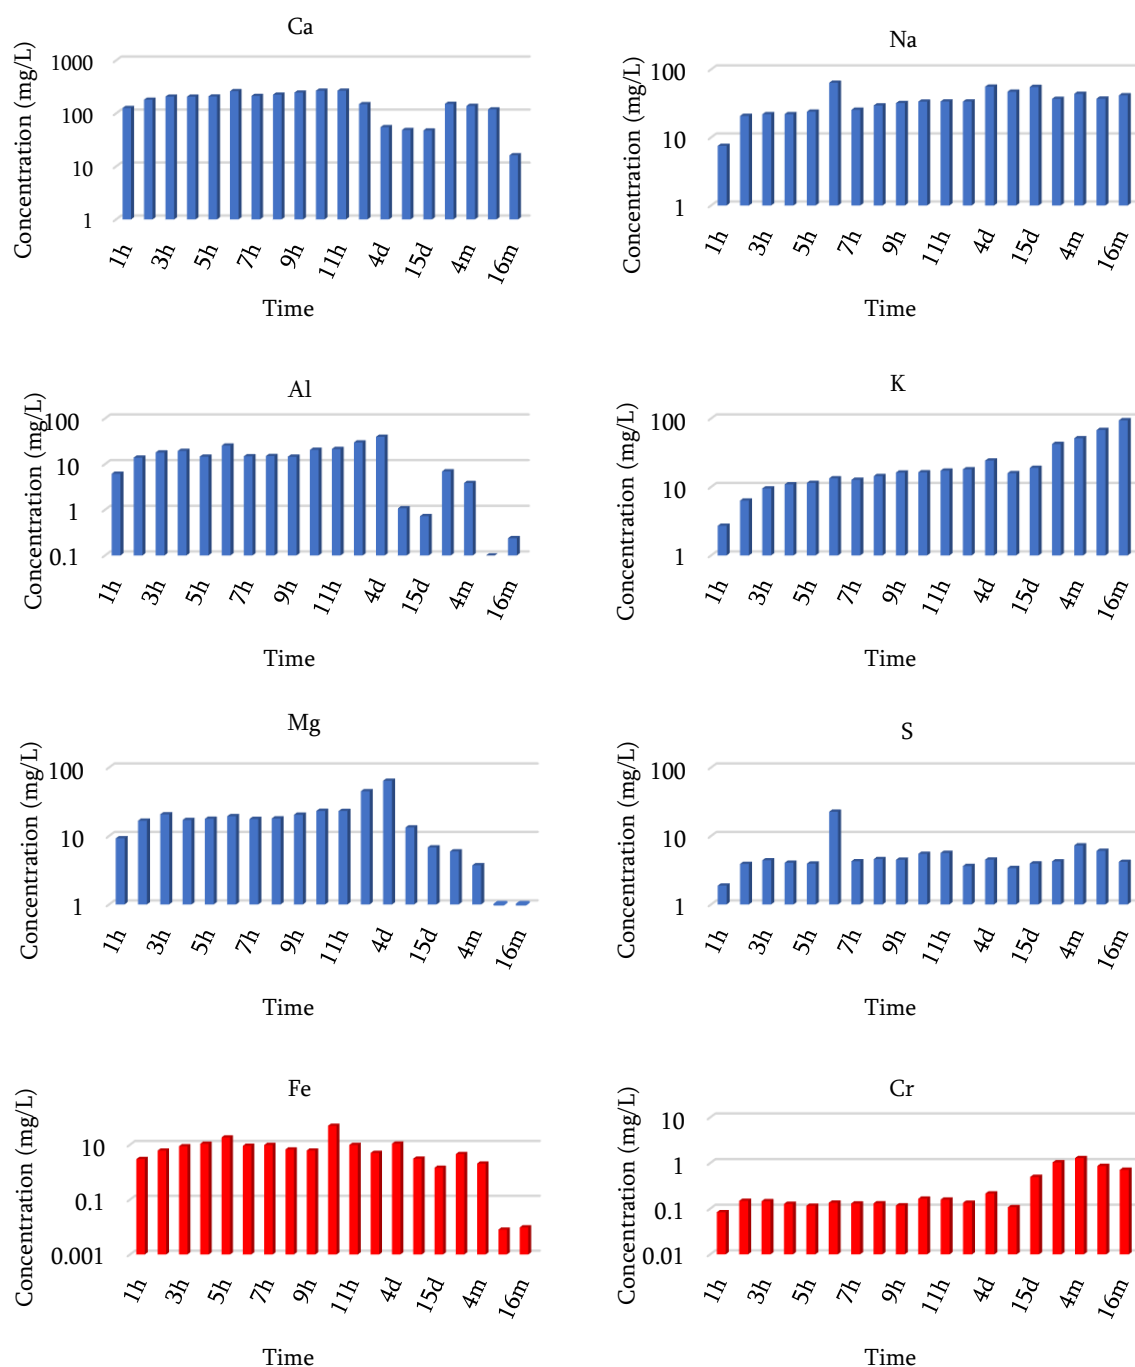 Ca
Concentration (mg/L)
1000
100
10
1
1h 3h 5h 7h 9h 11h 4d 15d 4m 16m
Time
Na
Concentration (mg/L)
100
10
1
1h 3h 5h 7h 9h 11h 4d 15d 4m 16m
Time
Al
Concentration (mg/L)
100
10
1
0.1
1h 3h 5h 7h 9h 11h 4d 15d 4m 16m
Time
K
Concentration (mg/L)
100
10
1
1h 3h 5h 7h 9h 11h 4d 15d 4m 16m
Time
Mg
Concentration (mg/L)
100
10
1
1h 3h 5h 7h 9h 11h 4d 15d 4m 16m
Time
S
Concentration (mg/L)
100
10
1
1h 3h 5h 7h 9h 11h 4d 15d 4m 16m
Time
Fe
Concentration (mg/L)
10
0.1
0.001
1h 3h 5h 7h 9h 11h 4d 15d 4m 16m
Time
Cr
Concentration (mg/L)
10
1
0.1
0.01
1h 3h 5h 7h 9h 11h 4d 15d 4m 16m
Time